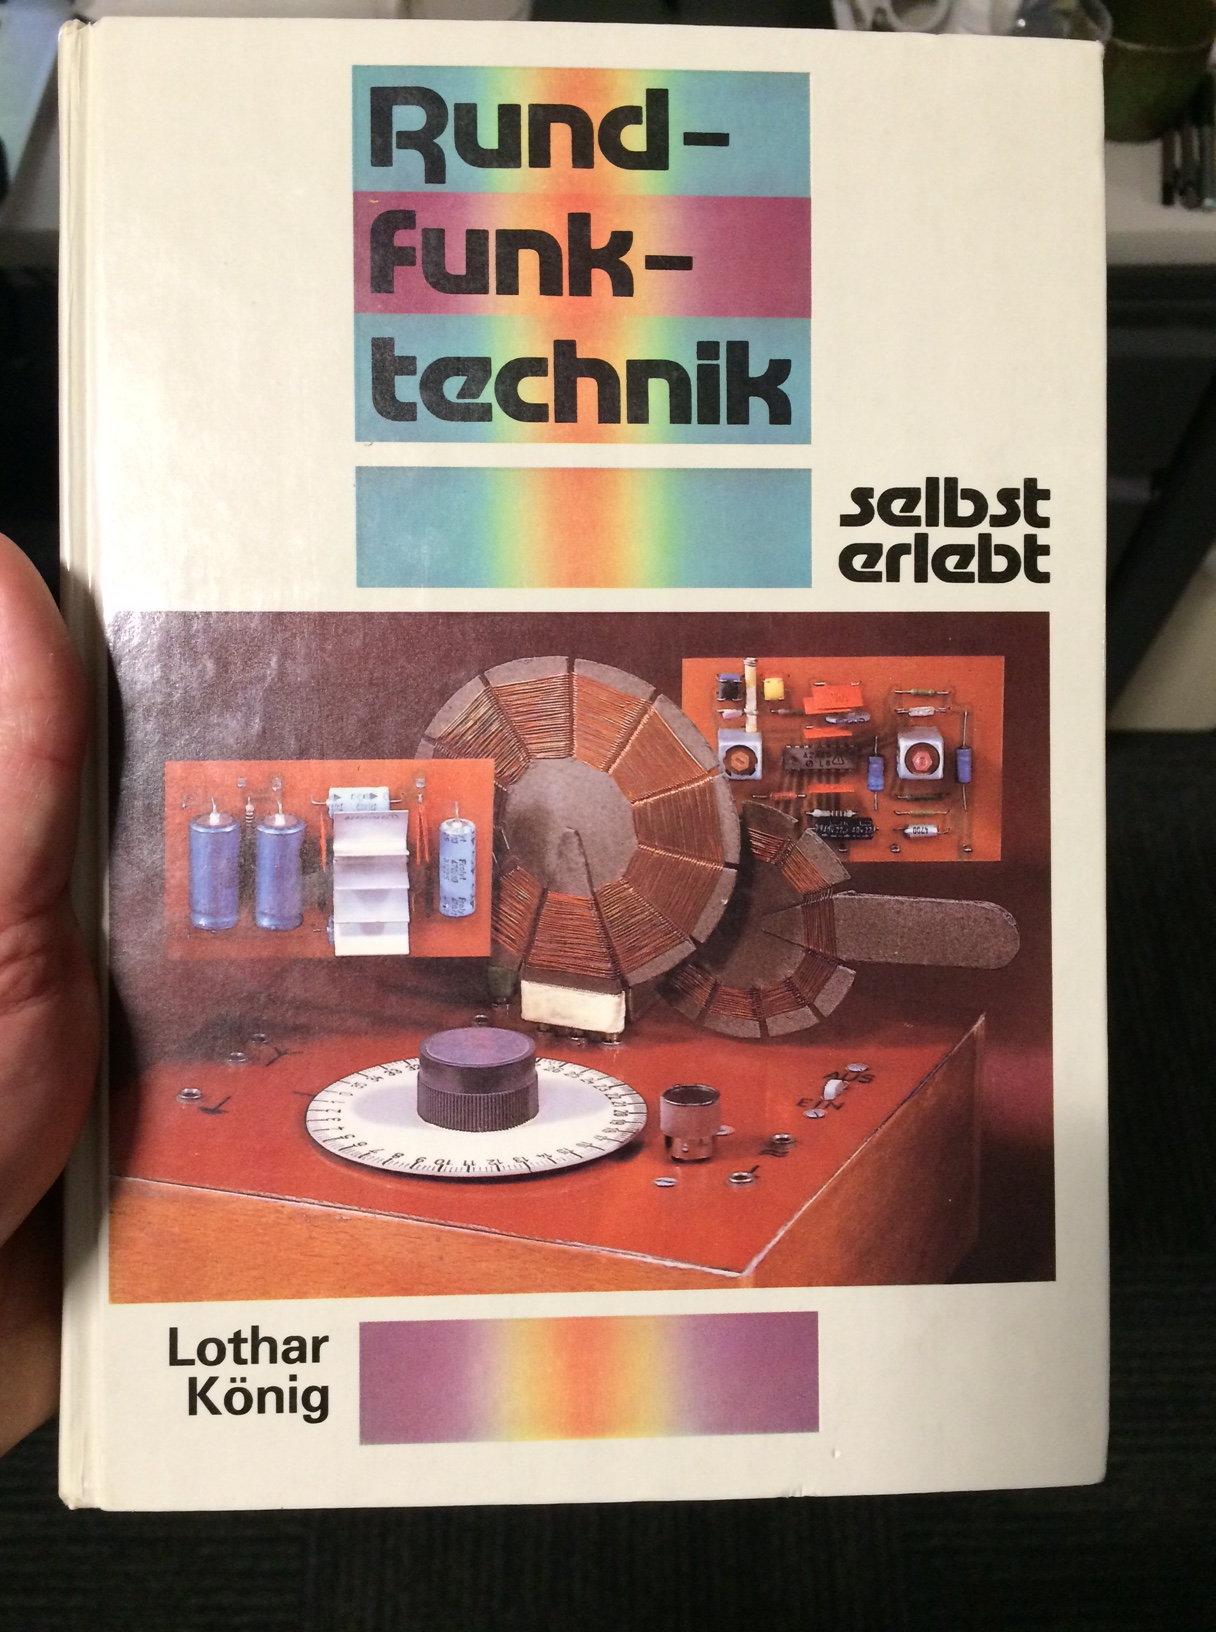 Rund-
funk-
technik
selbst
erlebt
AUS
EIN
Lothar
König